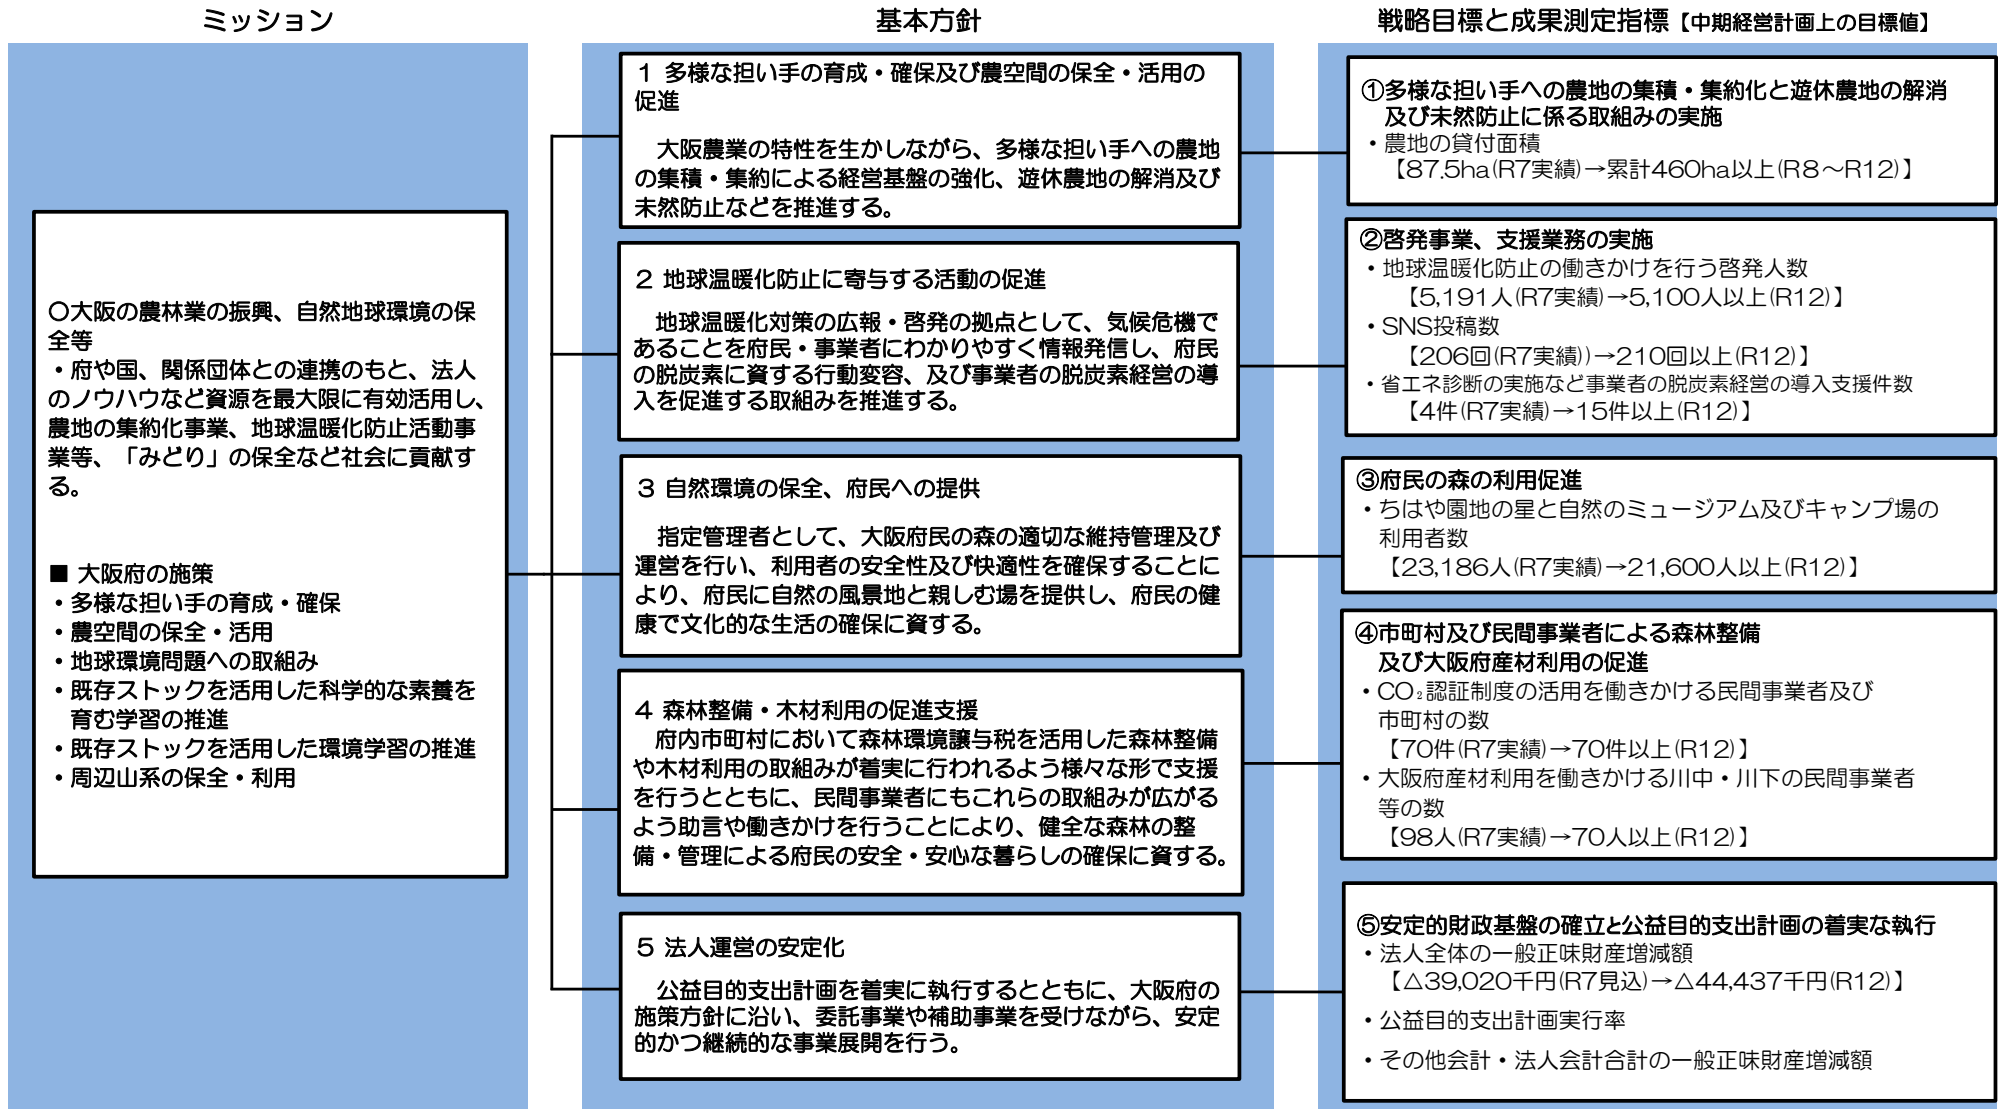 ミッション
〇大阪の農林業の振興、自然地球環境の保
全等
・府や国、関係団体との連携のもと、法人
のノウハウなど資源を最大限に有効活用し、
農地の集約化事業、地球温暖化防止活動事
業等、「みどり」の保全など社会に貢献す
る。
■ 大阪府の施策
・多様な担い手の育成・確保
・農空間の保全・活用
・地球環境問題への取組み
・既存ストックを活用した科学的な素養を
育む学習の推進
・既存ストックを活用した環境学習の推進
・周辺山系の保全・利用
基本方針
１ 多様な担い手の育成・確保及び農空間の保全・活用の
促進
大阪農業の特性を生かしながら、多様な担い手への農地
の集積・集約による経営基盤の強化、遊休農地の解消及び
未然防止などを推進する。
２ 地球温暖化防止に寄与する活動の促進
地球温暖化対策の広報・啓発の拠点として、気候危機で
あることを府民・事業者にわかりやすく情報発信し、府民
の脱炭素に資する行動変容、及び事業者の脱炭素経営の導
入を促進する取組みを推進する。
３ 自然環境の保全、府民への提供
指定管理者として、大阪府民の森の適切な維持管理及び
運営を行い、利用者の安全性及び快適性を確保することに
より、府民に自然の風景地と親しむ場を提供し、府民の健
康で文化的な生活の確保に資する。
４ 森林整備・木材利用の促進支援
府内市町村において森林環境譲与税を活用した森林整備
や木材利用の取組みが着実に行われるよう様々な形で支援
を行うとともに、民間事業者にもこれらの取組みが広がる
よう助言や働きかけを行うことにより、健全な森林の整
備・管理による府民の安全・安心な暮らしの確保に資する。
５ 法人運営の安定化
公益目的支出計画を着実に執行するとともに、大阪府の
施策方針に沿い、委託事業や補助事業を受けながら、安定
的かつ継続的な事業展開を行う。
戦略目標と成果測定指標【中期経営計画上の目標値】
①多様な担い手への農地の集積・集約化と遊休農地の解消
及び未然防止に係る取組みの実施
・農地の貸付面積
【87.5ha(R7実績)→累計460ha以上(R8～R12)】
②啓発事業、支援業務の実施
・地球温暖化防止の働きかけを行う啓発人数
【5,191人(R7実績)→5,100人以上(R12)】
・SNS投稿数
【206回(R7実績))→210回以上(R12)】
・省エネ診断の実施など事業者の脱炭素経営の導入支援件数
【4件(R7実績)→15件以上(R12)】
③府民の森の利用促進
・ちはや園地の星と自然のミュージアム及びキャンプ場の
利用者数
【23,186人(R7実績)→21,600人以上(R12)】
④市町村及び民間事業者による森林整備
及び大阪府産材利用の促進
・CO₂認証制度の活用を働きかける民間事業者及び
市町村の数
【70件(R7実績)→70件以上(R12)】
・大阪府産材利用を働きかける川中・川下の民間事業者
等の数
【98人(R7実績)→70人以上(R12)】
⑤安定的財政基盤の確立と公益目的支出計画の着実な執行
・法人全体の一般正味財産増減額
【△39,020千円(R7見込)→△44,437千円(R12)】
・公益目的支出計画実行率
・その他会計・法人会計合計の一般正味財産増減額